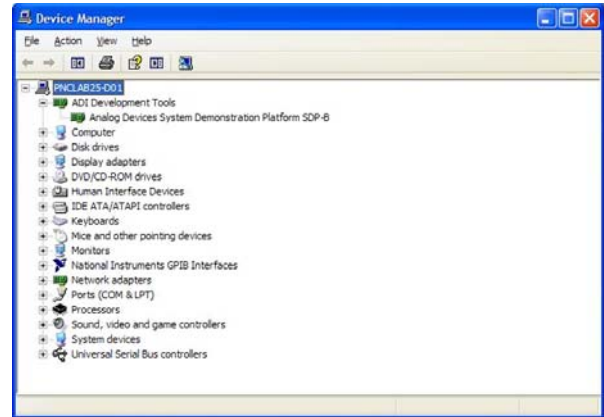 Device Manager
File Action View Help
PNCLAB25-D01
ADI Development Tools
Analog Devices System Demonstration Platform SDP-B
Computer
Disk drives
Display adapters
DVD/CD-ROM drives
Human Interface Devices
IDE ATA/ATAPI controllers
Keyboards
Mice and other pointing devices
Monitors
National Instruments GPIB Interfaces
Network adapters
Ports (COM & LPT)
Processors
Sound, video and game controllers
System devices
Universal Serial Bus controllers